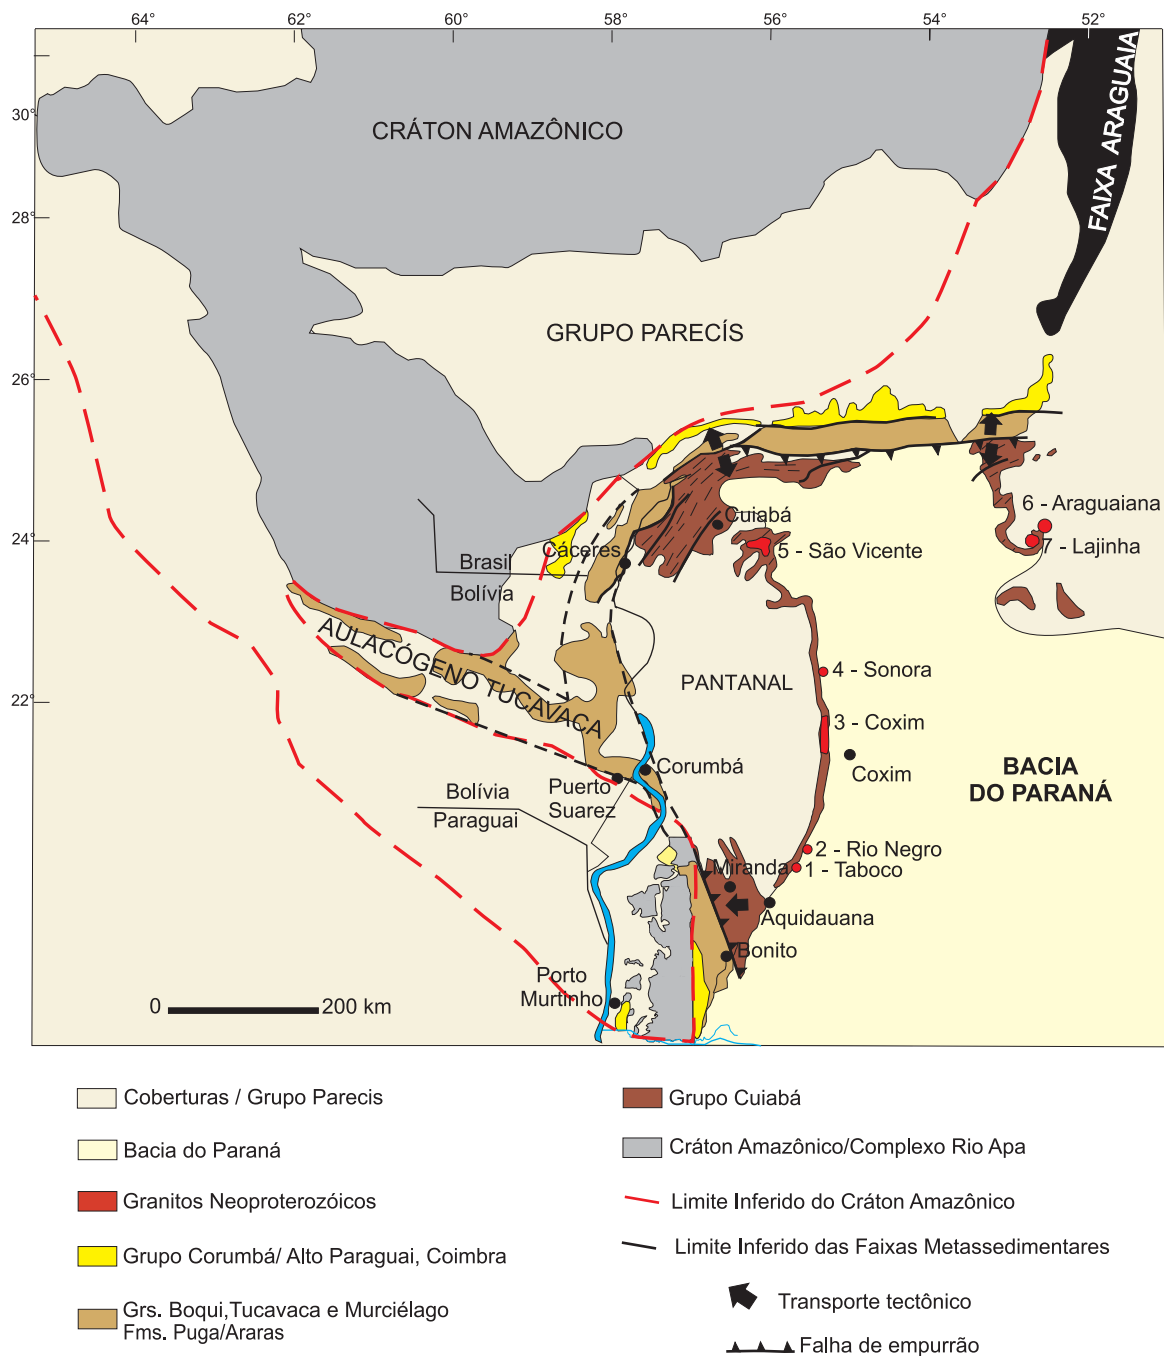 64° 62° 60° 58° 56° 54° 52°
30°
28°
26°
24°
22°
CRÁTON AMAZÔNICO
FAIXA ARAGUAIA
GRUPO PARECÍS
Cuiabá
6 - Araguaiana
7 - Lajinha
5 - São Vicente
Cáceres
Brasil
Bolívia
AULACÓGENO TUCAVACA
PANTANAL
4 - Sonora
3 - Coxim
Coxim
BACIA
DO PARANÁ
Corumbá
Puerto
Suarez
Bolívia
Paraguai
2 - Rio Negro
1 - Taboco
Miranda
Aquidauana
Bonito
Porto
Murtinho
0 200 km
Coberturas / Grupo Parecis
Bacia do Paraná
Granitos Neoproterozóicos
Grupo Corumbá/ Alto Paraguai, Coimbra
Grs. Boqui,Tucavaca e Murciélago
Fms. Puga/Araras
Grupo Cuiabá
Cráton Amazônico/Complexo Rio Apa
Limite Inferido do Cráton Amazônico
Limite Inferido das Faixas Metassedimentares
Transporte tectônico
Falha de empurrão